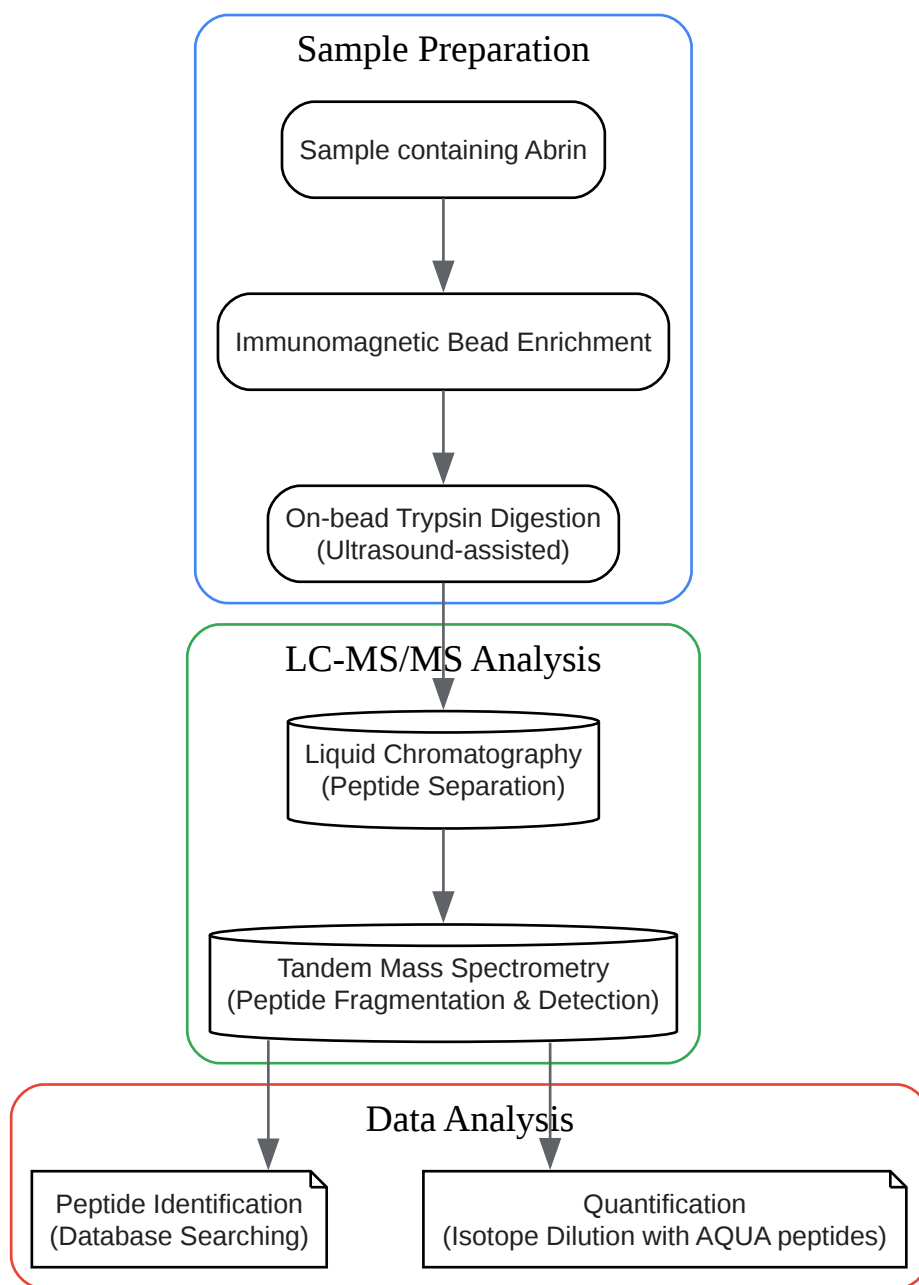 Sample Preparation
Sample containing Abrin
Immunomagnetic Bead Enrichment
On-bead Trypsin Digestion
(Ultrasound-assisted)
LC-MS/MS Analysis
Liquid Chromatography
(Peptide Separation)
Tandem Mass Spectrometry
(Peptide Fragmentation & Detection)
Data Analysis
Peptide Identification
(Database Searching)
Quantification
(Isotope Dilution with AQUA peptides)